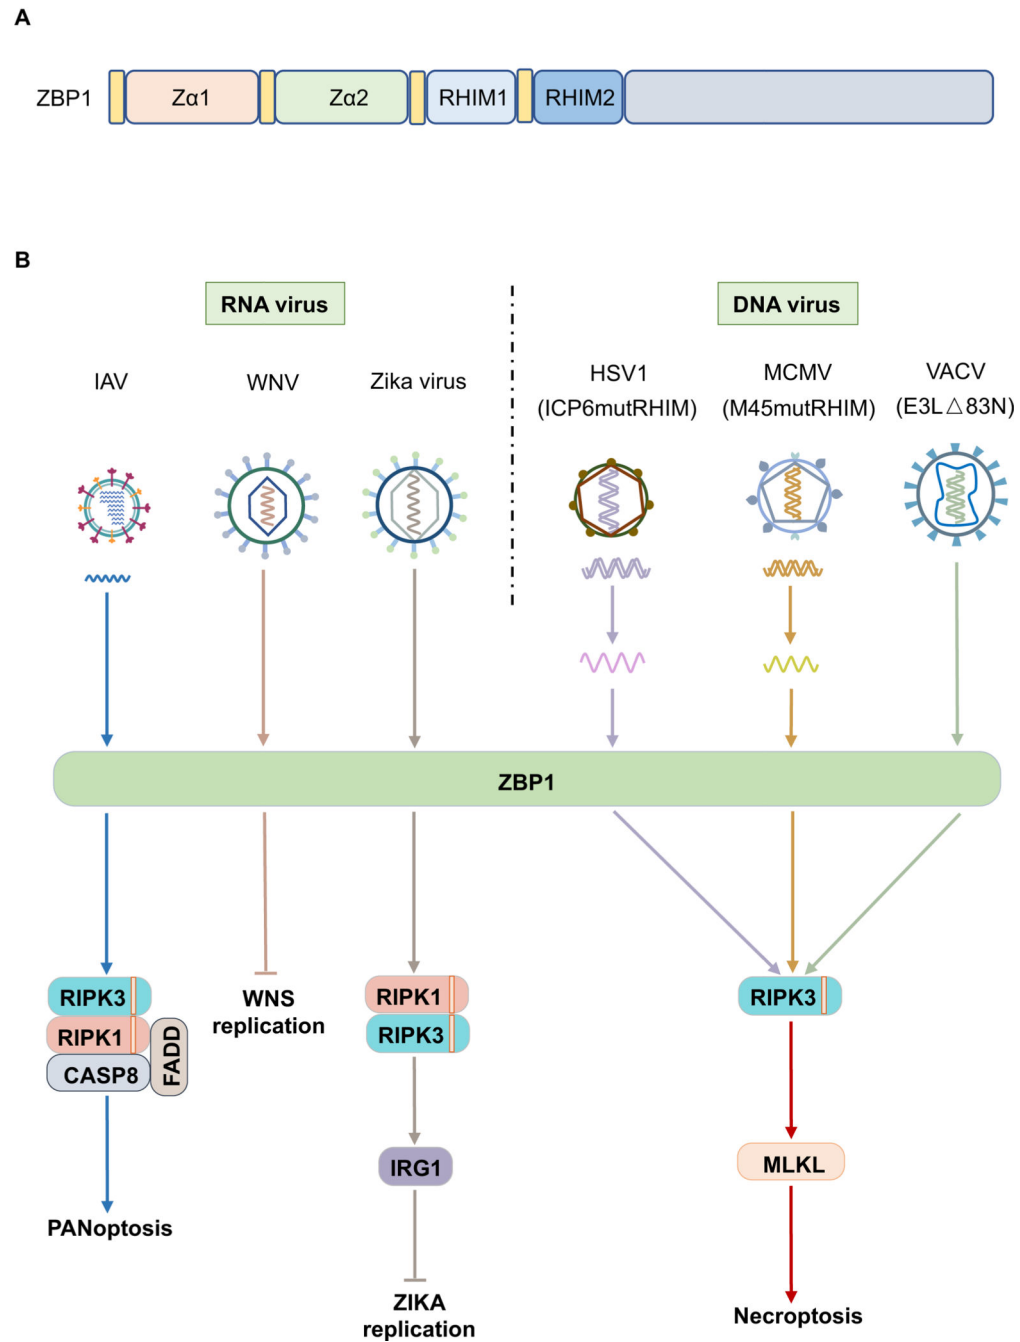 A
ZBP1 Zα1 Zα2 RHIM1 RHIM2
B
RNA virus DNA virus
IAV WNV Zika virus
HSV1 (ICP6mutRHIM)
MCMV (M45mutRHIM)
VACV (E3L△83N)
ZBP1
RIPK3
RIPK1
CASP8
FADD
PANoptosis
WNS
replication
RIPK1
RIPK3
IRG1
ZIKA
replication
RIPK3
MLKL
Necroptosis